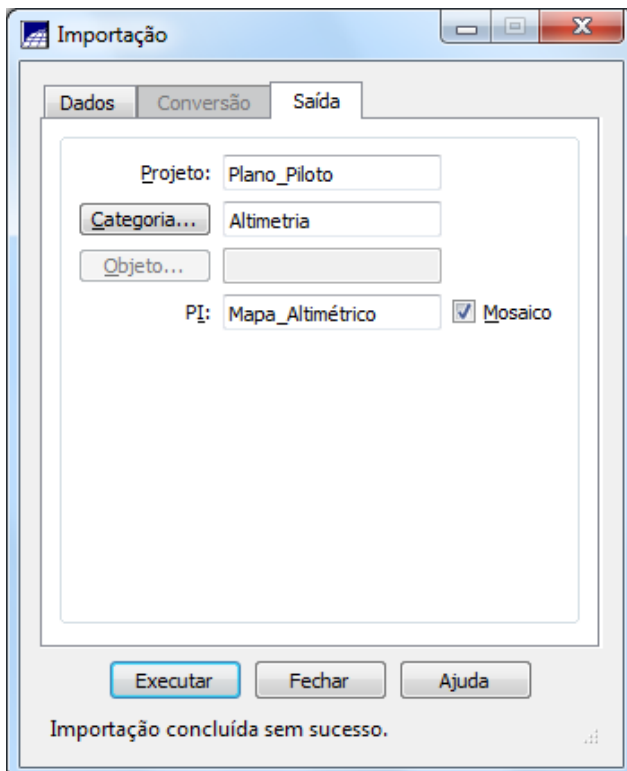 Importação
Dados Conversão Saída
Projeto: Plano_Piloto
Categoria... Altimetria
Objeto...
PI: Mapa_Altimétrico Mosaico
Executar Fechar Ajuda
Importação concluída sem sucesso.